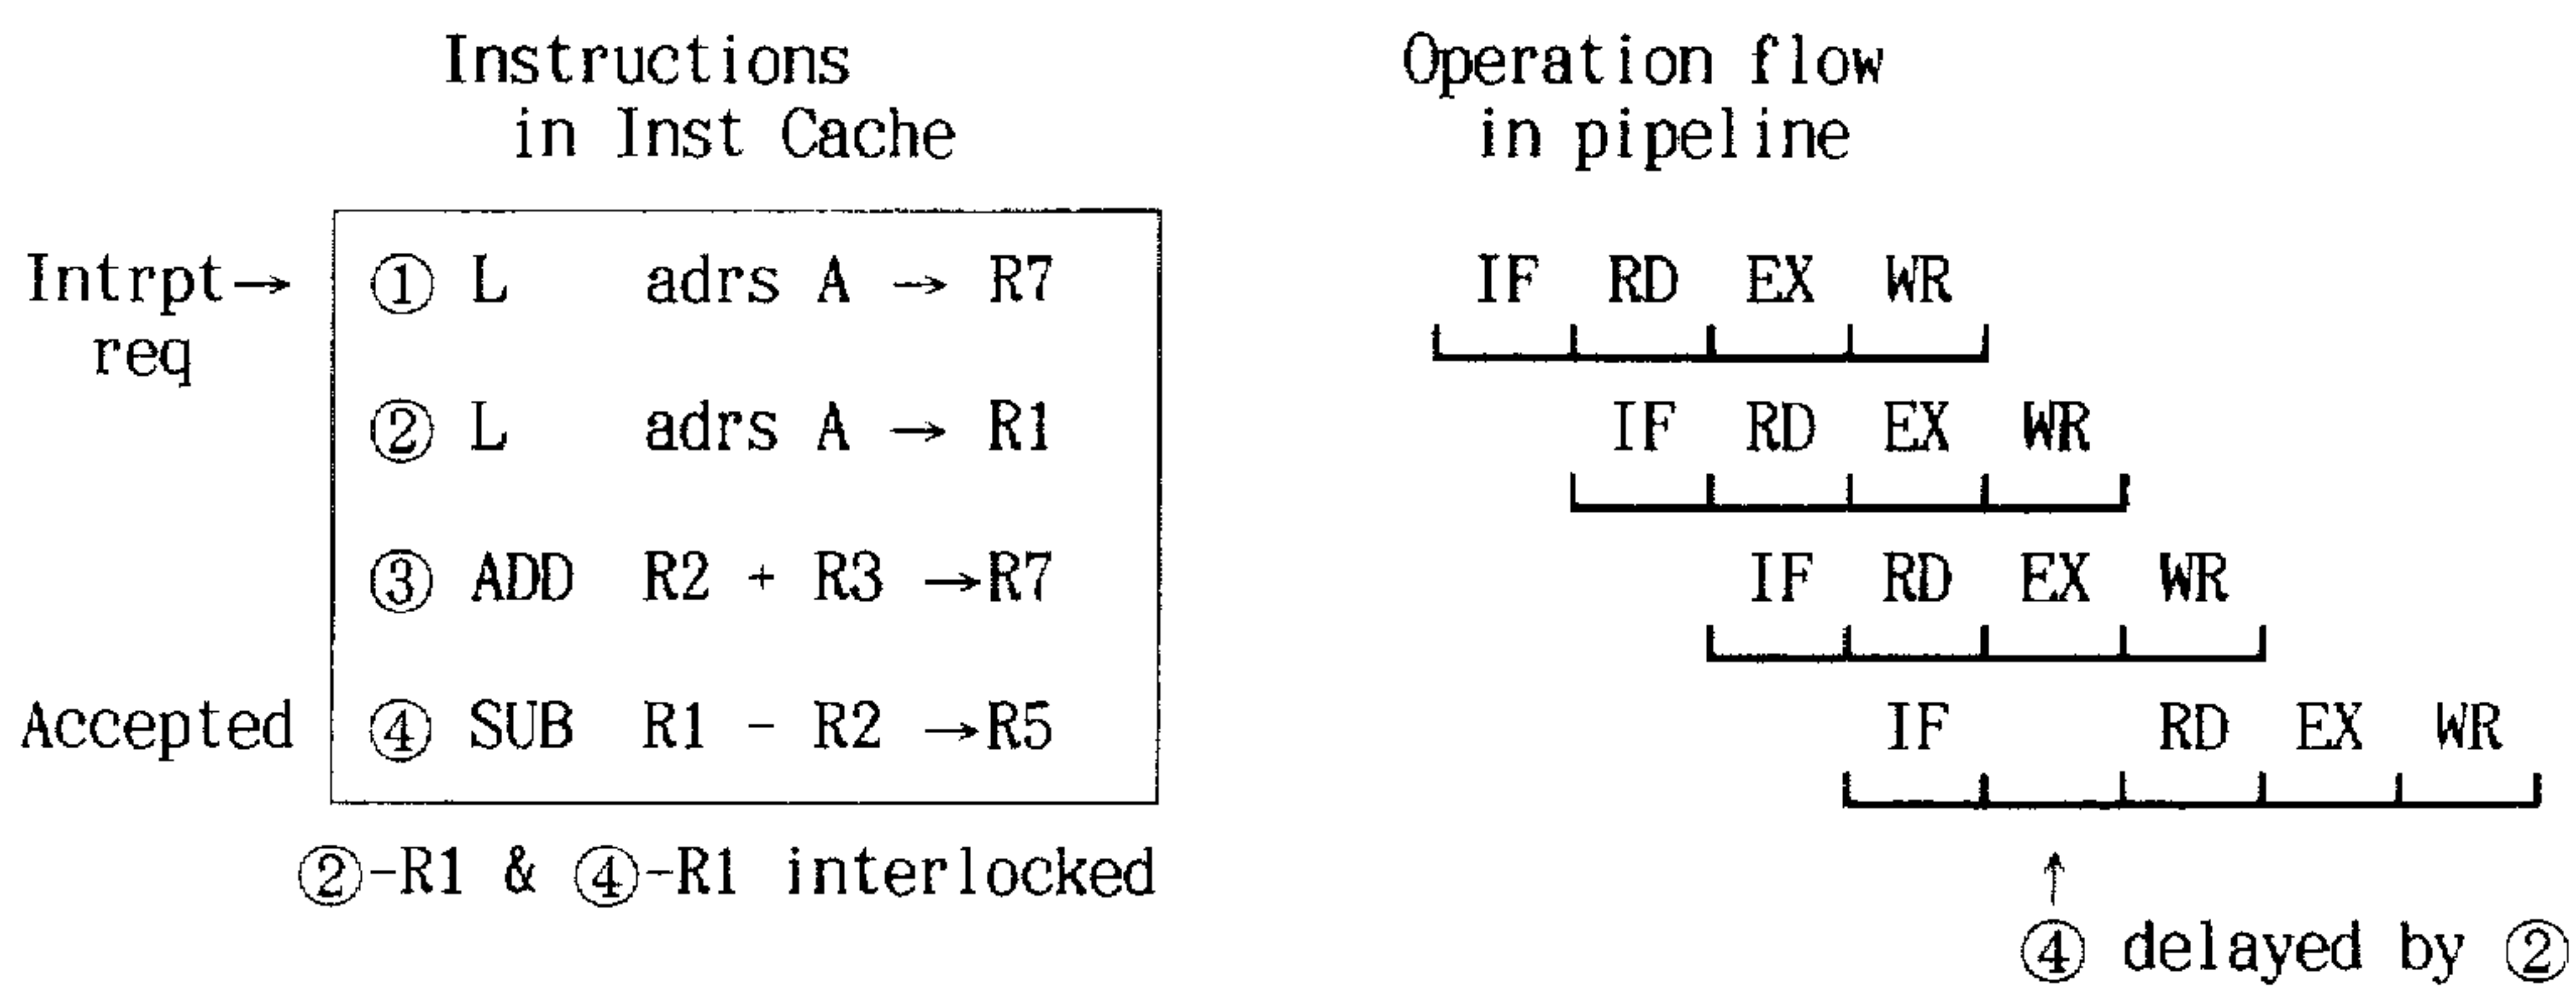 Instructions
in Inst Cache
Operation flow
in pipeline
Intrpt→
req
① L adrs A → R7
② L adrs A → R1
③ ADD R2 + R3 →R7
Accepted
④ SUB R1 - R2 →R5
②-R1 & ④-R1 interlocked
IF RD EX WR
IF RD EX WR
IF RD EX WR
IF RD EX WR
↑
④ delayed by ②